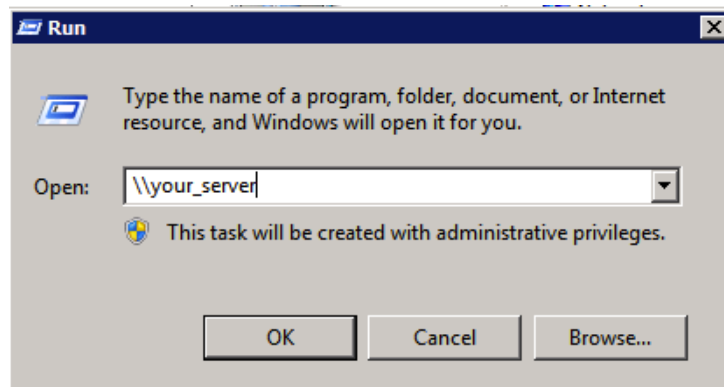 Run
Type the name of a program, folder, document, or Internet
resource, and Windows will open it for you.
Open: \\your_server
This task will be created with administrative privileges.
OK Cancel Browse...